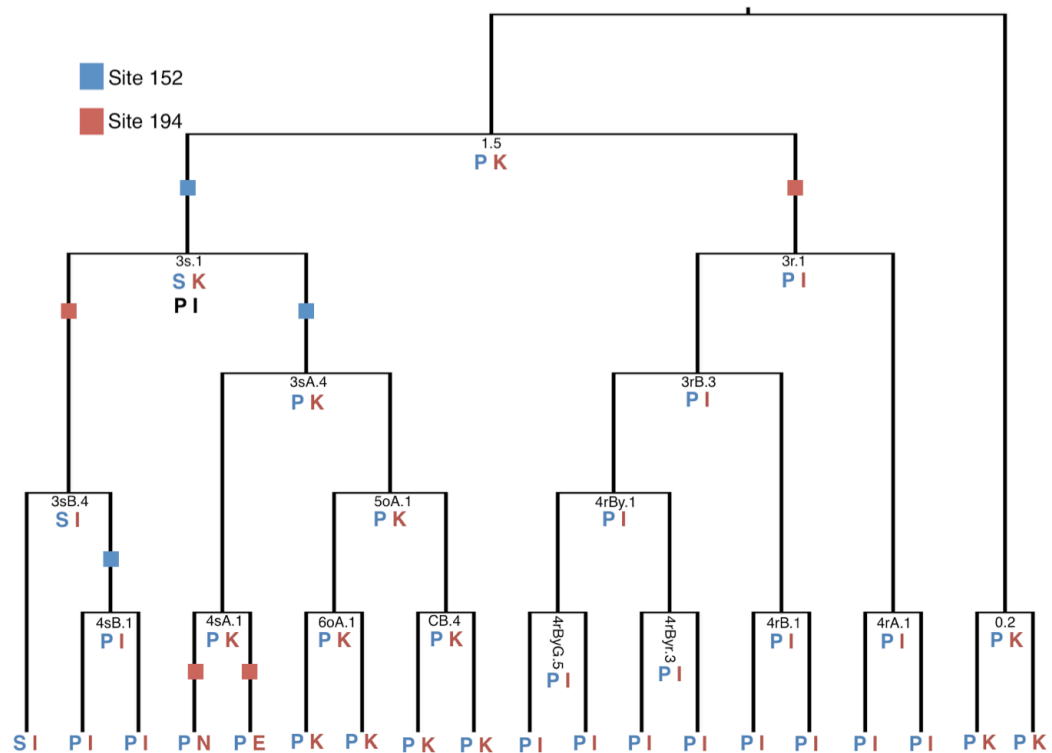 Site 152
Site 194
1.5
P K
3s.1
S K
P I
3r.1
P I
3sA.4
P K
3rB.3
P I
3sB.4
S I
5oA.1
P K
4rBy.1
P I
4sB.1
P I
4sA.1
P K
6oA.1
P K
CB.4
P K
4rByG.5
P I
4rByr.3
P I
4rB.1
P I
4rA.1
P I
0.2
P K
S I P I P I P N P E P K P K P K P K P I P I P I P I P I P I P I P I P K P K